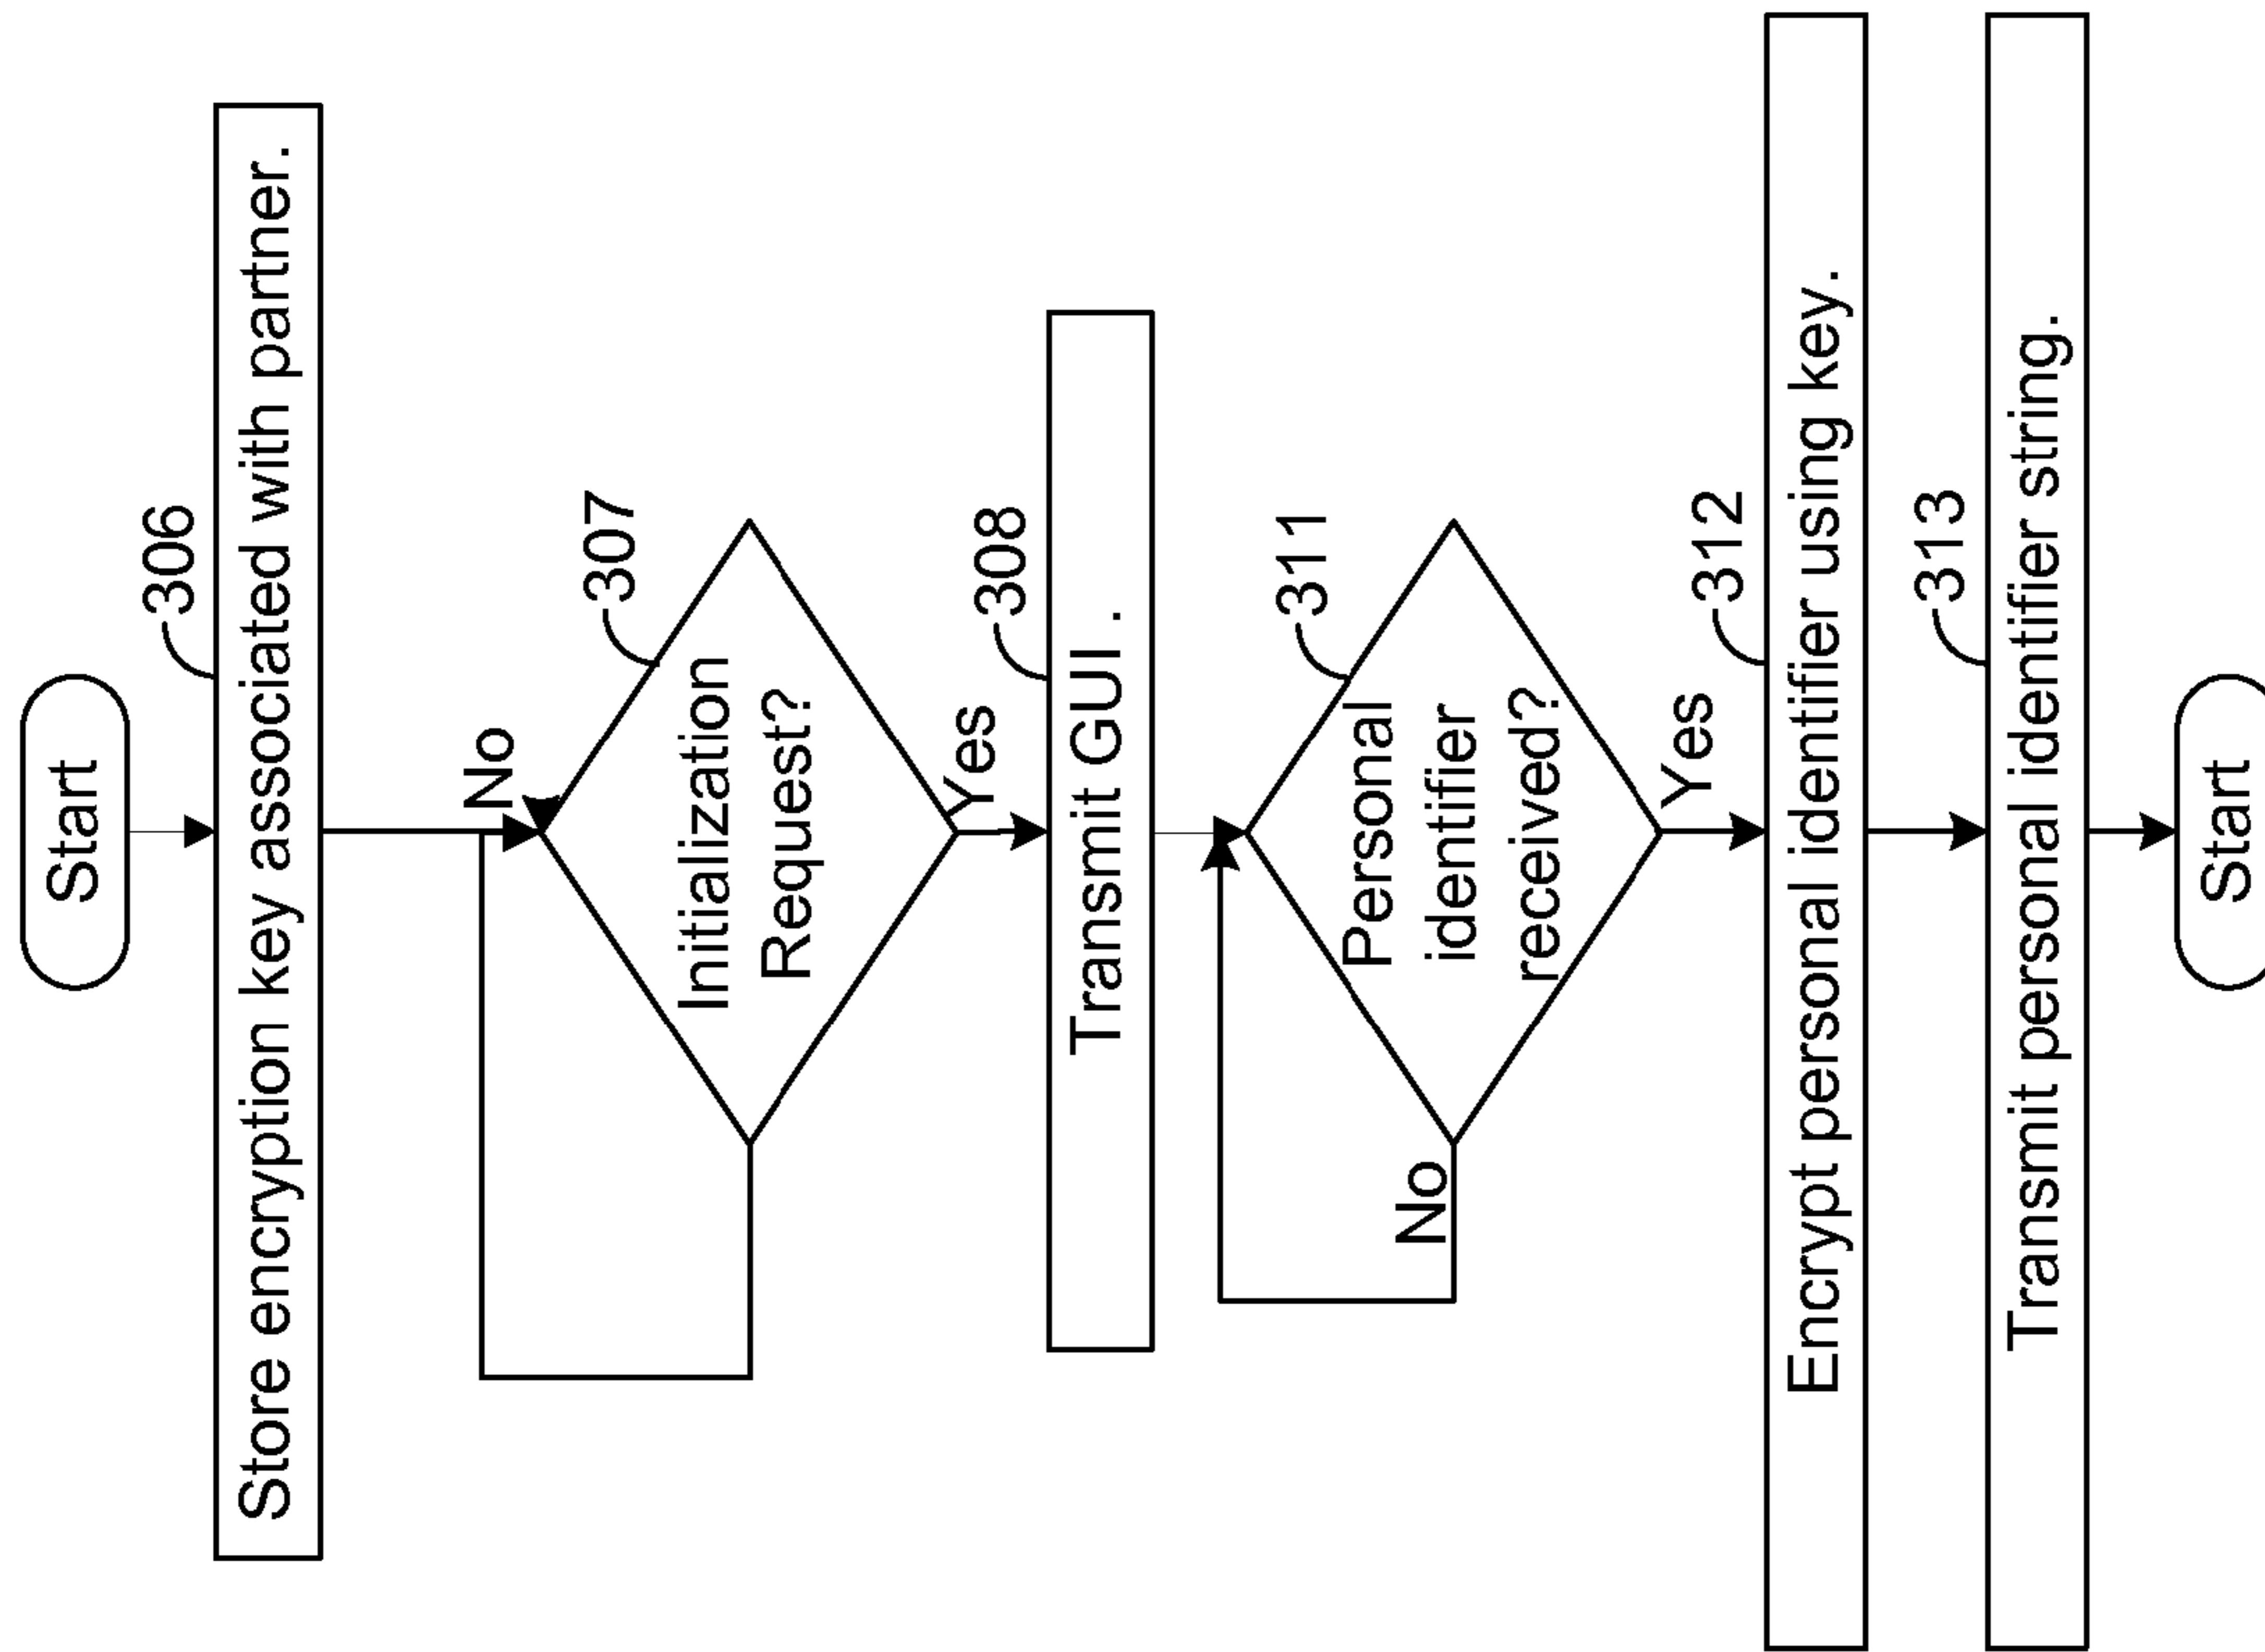 Start
306
Store encryption key associated with partner.
No
307
Initialization
Request?
Yes
308
Transmit GUI .
311
Personal
identifier
received?
No
Yes
312
Encrypt personal identifier using key.
313
Transmit personal identifier string.
Start